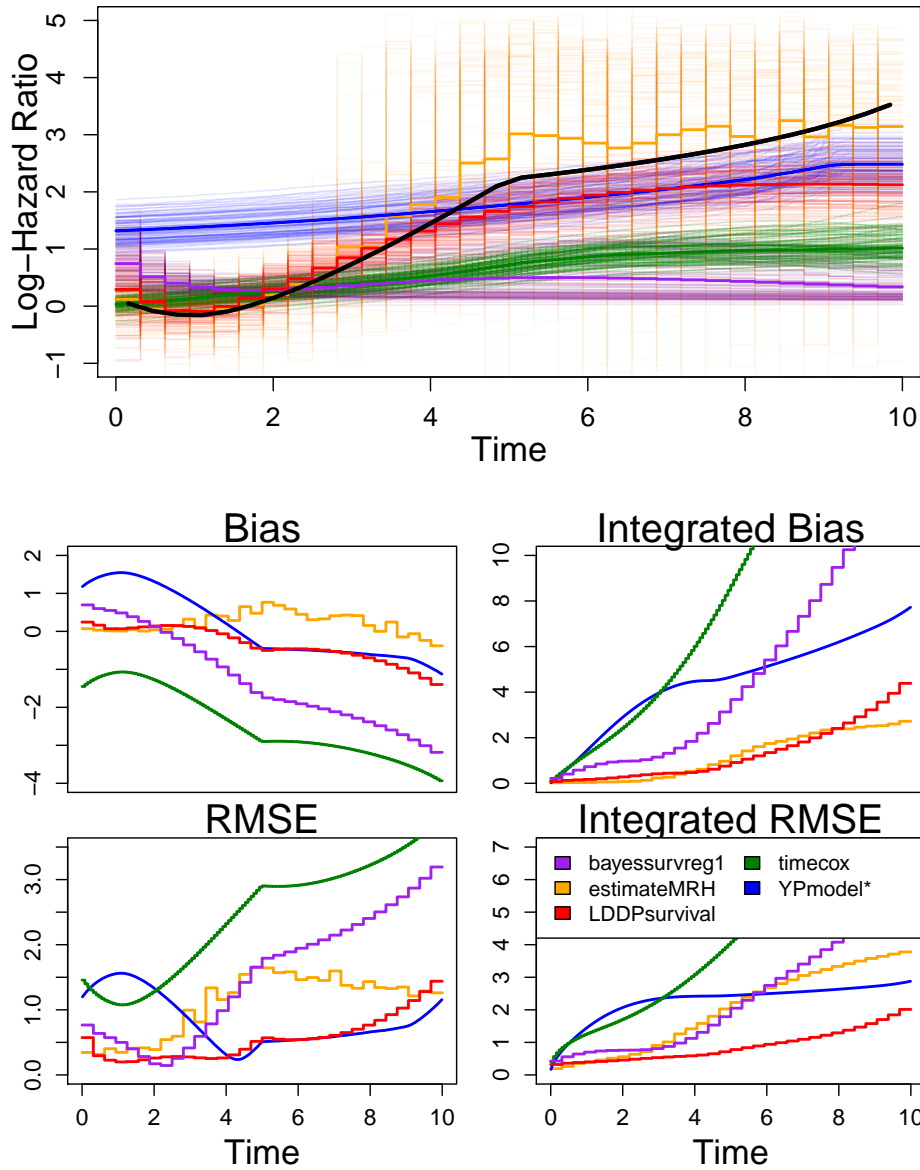 Log-Hazard Ratio
5
4
3
2
1
0
−1
0 2 4 6 8 10
Time
Bias
2
1
0
−2
−4
Integrated Bias
10
8
6
4
2
0
RMSE
3.0
2.0
1.0
0.0
0 2 4 6 8 10
Time
Integrated RMSE
7
6
5
4
3
2
1
0
bayessurvreg1 timecox
estimateMRH YPmodel*
LDDPsurvival
0 2 4 6 8 10
Time